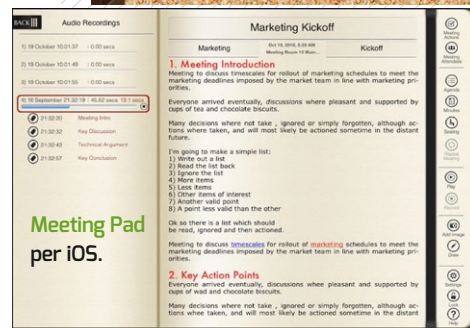 BACK
Audio Recordings
1) 19 October 10:01:37 : 0.00 secs
2) 19 October 10:01:49 : 0.00 secs
3) 19 October 10:01:55 : 0.00 secs
4) 16 September 21:32:19 : 45.62 secs 19.1 secs
21:32:20 Meeting Intro
21:32:32 Key Discussion
21:32:43 Technical Argument
21:32:57 Key Conclusion
Meeting Pad
per iOS.
Marketing Kickoff
Marketing
Kickoff
1. Meeting Introduction
Meeting to discuss timescales for rollout of marketing schedules to meet the
marketing deadlines imposed by the market team in line with marketing pri-
orities.
Everyone arrived eventually, discussions where pleasant and supported by
cups of tea and chocolate biscuits.
Many decisions where not take , ignored or simply forgotten, although ac-
tions where taken, and will most likely be actioned sometime in the distant
future.
I'm going to make a simple list:
1) Write out a list
2) Read the list back
3) Ignore the list
4) More items
5) Less items
6) Other items of interest
7) Another valid point
8) A point less valid than the other
Ok so there is a list which should
be read, ignored and then actioned.
Meeting to discuss timescales for rollout of marketing schedules to meet the
marketing deadlines imposed by the market team in line with marketing pri-
orities.
2. Key Action Points
Everyone arrived eventually, discussions whee pleasant and supported by
cups of wad and chocolate biscuits.
Many decisions where not take , ignored or simply forgotten, although ac-
tions whee taken, and will most likely be actioned sometime in the distant
Meeting
Actions
Meeting
Attendees
Agenda
Seating
Repeat
Meeting
Play
Record
Add Image
Draw
Settings
Lock
Help